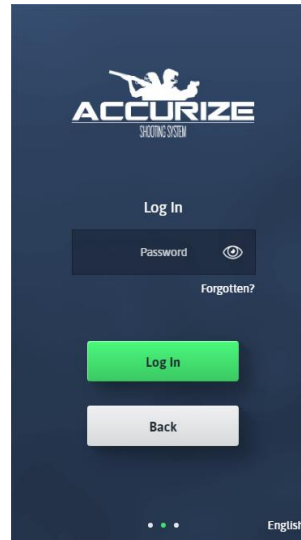 ACCURIZE
SHOOTING SYSTEM
Log In
Password
Forgotten?
Log In
Back
English